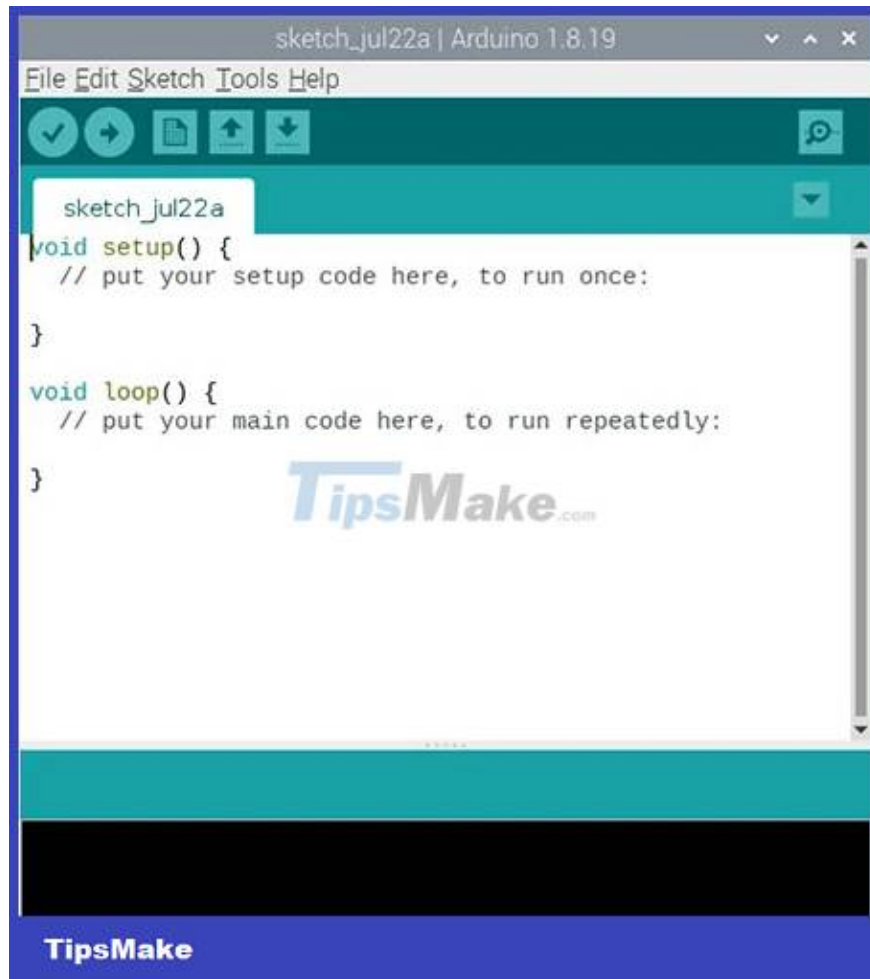 sketch_jul22a | Arduino 1.8.19
File Edit Sketch Tools Help
sketch_jul22a
void setup() {
  // put your setup code here, to run once:
}
void loop() {
  // put your main code here, to run repeatedly:
}
TipsMake.com
TipsMake